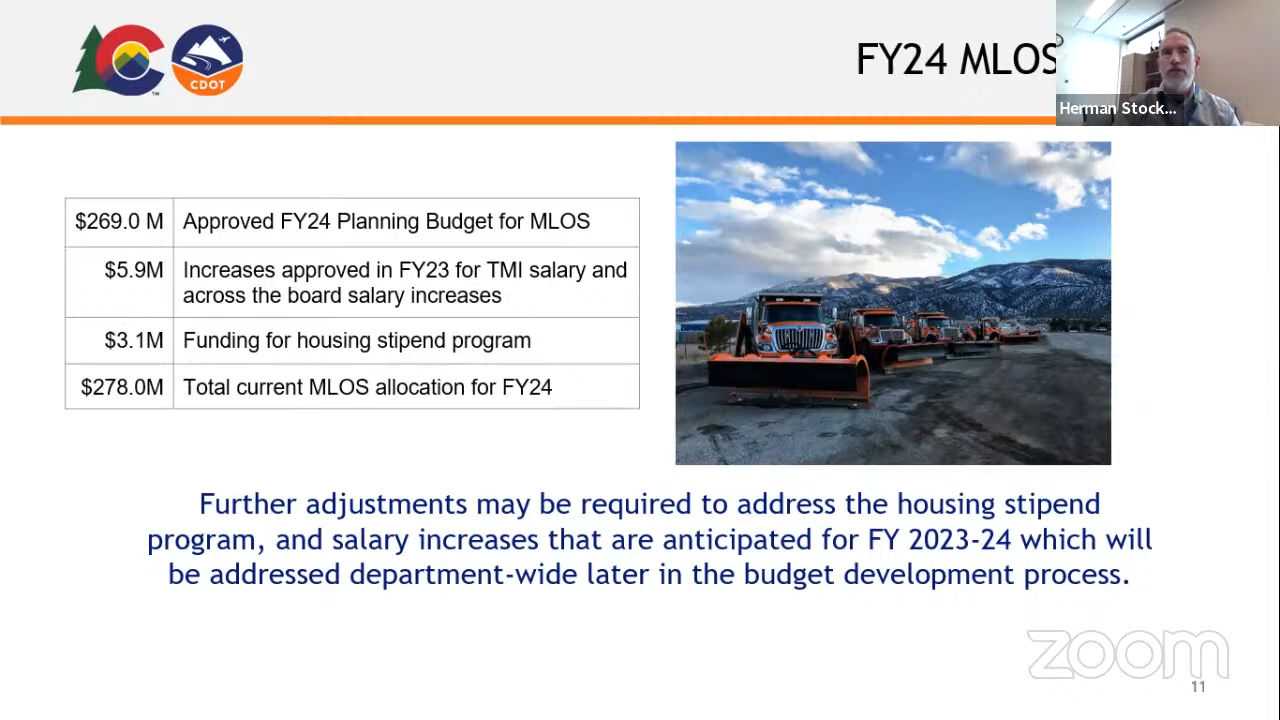 FY24 MLOS
Herman Stock...
CDOT
$269.0 M Approved FY24 Planning Budget for MLOS
$5.9M Increases approved in FY23 for TMI salary and
across the board salary increases
$3.1M Funding for housing stipend program
$278.0M Total current MLOS allocation for FY24
Further adjustments may be required to address the housing stipend
program, and salary increases that are anticipated for FY 2023-24 which will
be addressed department-wide later in the budget development process.
zoom
11